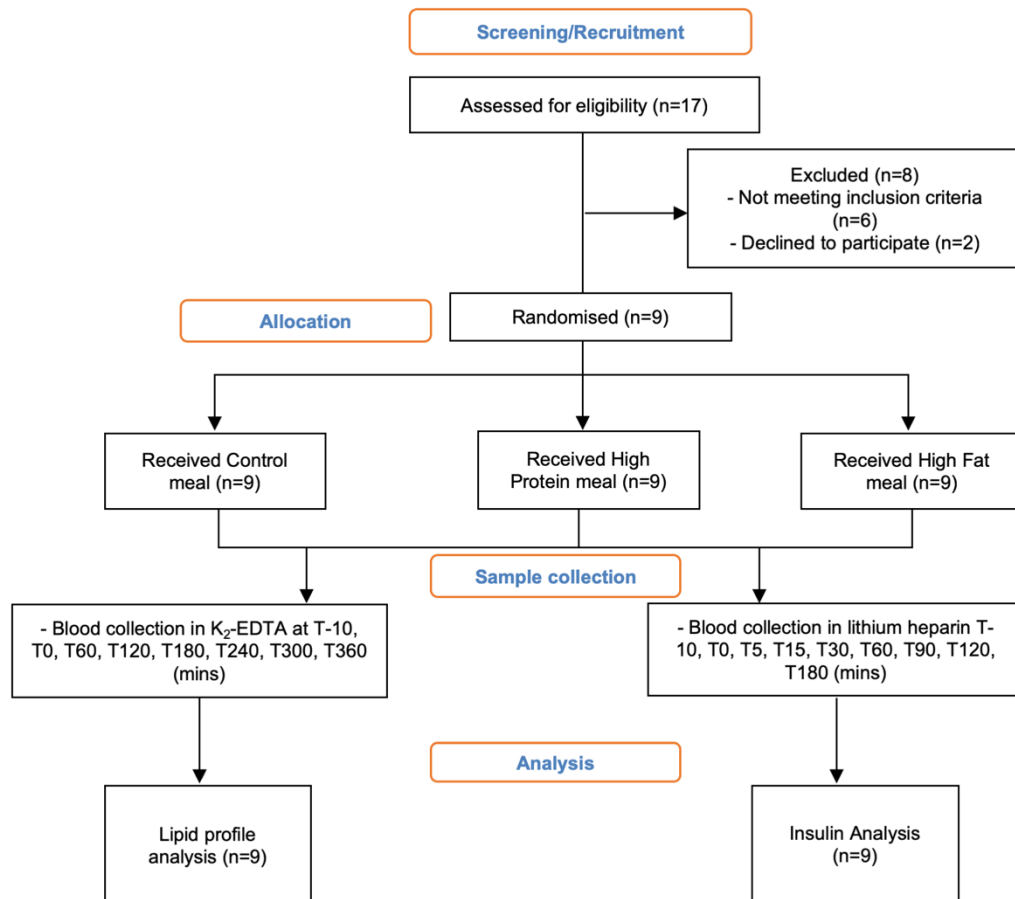 Screening/Recruitment
Assessed for eligibility (n=17)
Excluded (n=8)
- Not meeting inclusion criteria
(n=6)
- Declined to participate (n=2)
Allocation
Randomised (n=9)
Received Control
meal (n=9)
Received High
Protein meal (n=9)
Received High Fat
meal (n=9)
Sample collection
- Blood collection in K₂-EDTA at T-10,
T0, T60, T120, T180, T240, T300, T360
(mins)
- Blood collection in lithium heparin T-
10, T0, T5, T15, T30, T60, T90, T120,
T180 (mins)
Analysis
Lipid profile
analysis (n=9)
Insulin Analysis
(n=9)